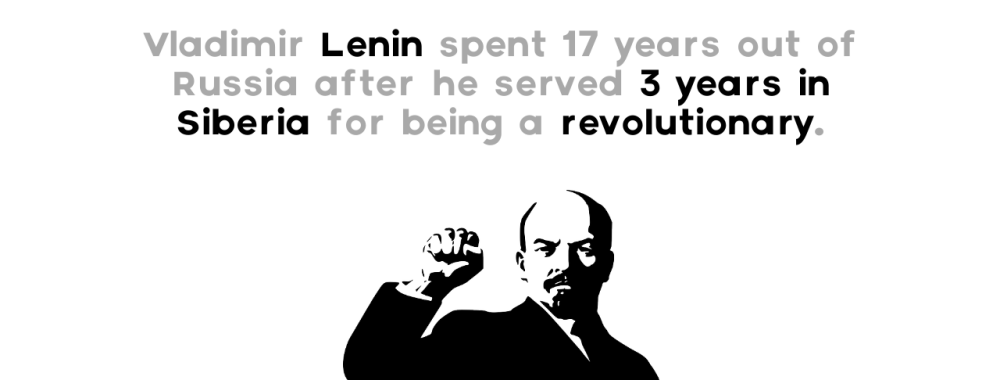 Vladimir Lenin spent 17 years out of
Russia after he served 3 years in
Siberia for being a revolutionary.